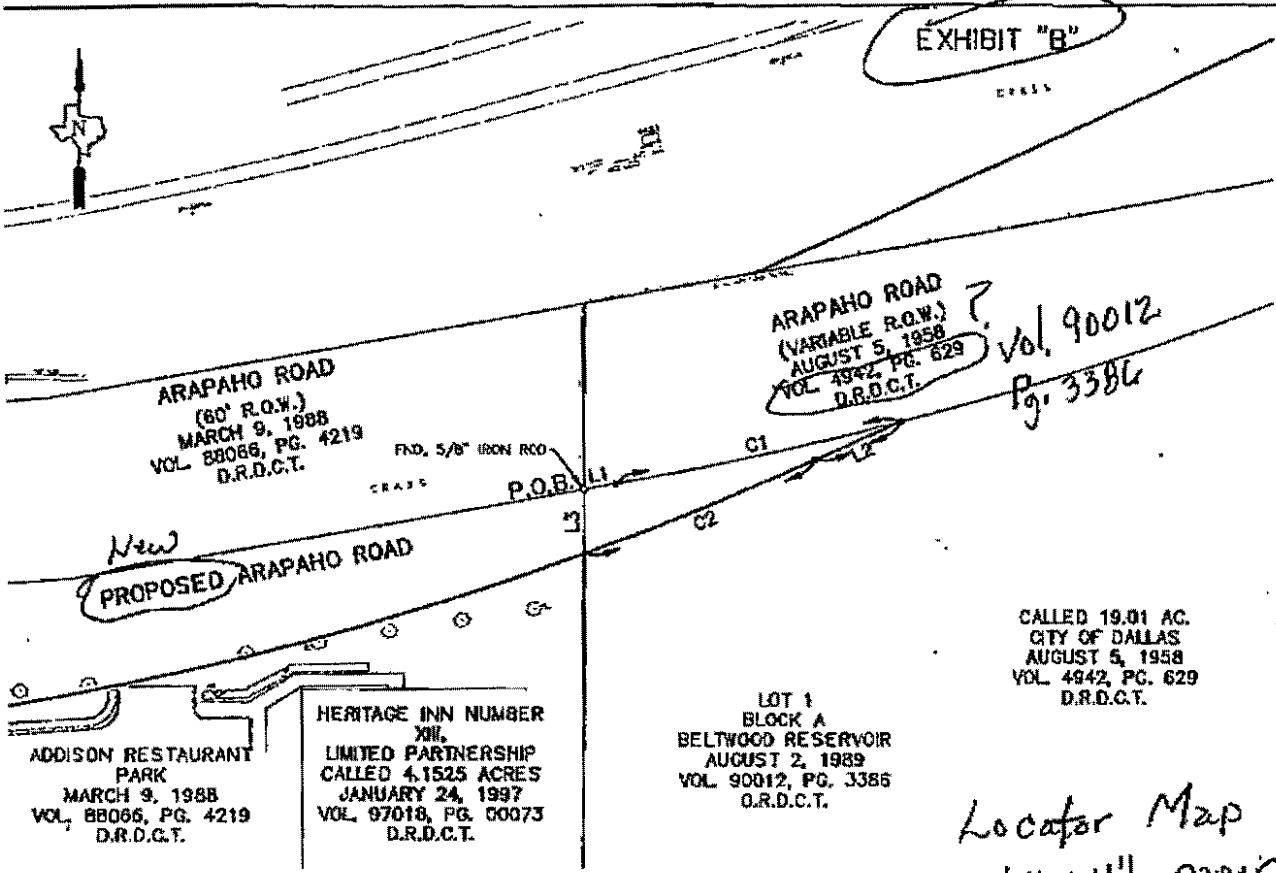 EXHIBIT "B"
GRASS
N
ARAPAHO ROAD
(VARIABLE R.O.W.) ?
AUGUST 5, 1958
VOL. 4942, PG. 629
D.R.D.C.T.
Vol. 90012
Pg. 3386
ARAPAHO ROAD
(60' R.O.W.)
MARCH 9, 1988
VOL. 88066, PG. 4219
D.R.D.C.T.
FND. 5/8" IRON ROD
GRASS
P.O.B.
L1
C1
L2
L3
C2
New
PROPOSED ARAPAHO ROAD
CALLED 19.01 AC.
CITY OF DALLAS
AUGUST 5, 1958
VOL. 4942, PG. 629
D.R.D.C.T.
LOT 1
BLOCK A
BELTWOOD RESERVOIR
AUGUST 2, 1989
VOL. 90012, PG. 3386
D.R.D.C.T.
HERITAGE INN NUMBER
XIII,
LIMITED PARTNERSHIP
CALLED 4.1525 ACRES
JANUARY 24, 1997
VOL. 97018, PG. 00073
D.R.D.C.T.
ADDISON RESTAURANT
PARK
MARCH 9, 1988
VOL. 88066, PG. 4219
D.R.D.C.T.
Locator Map